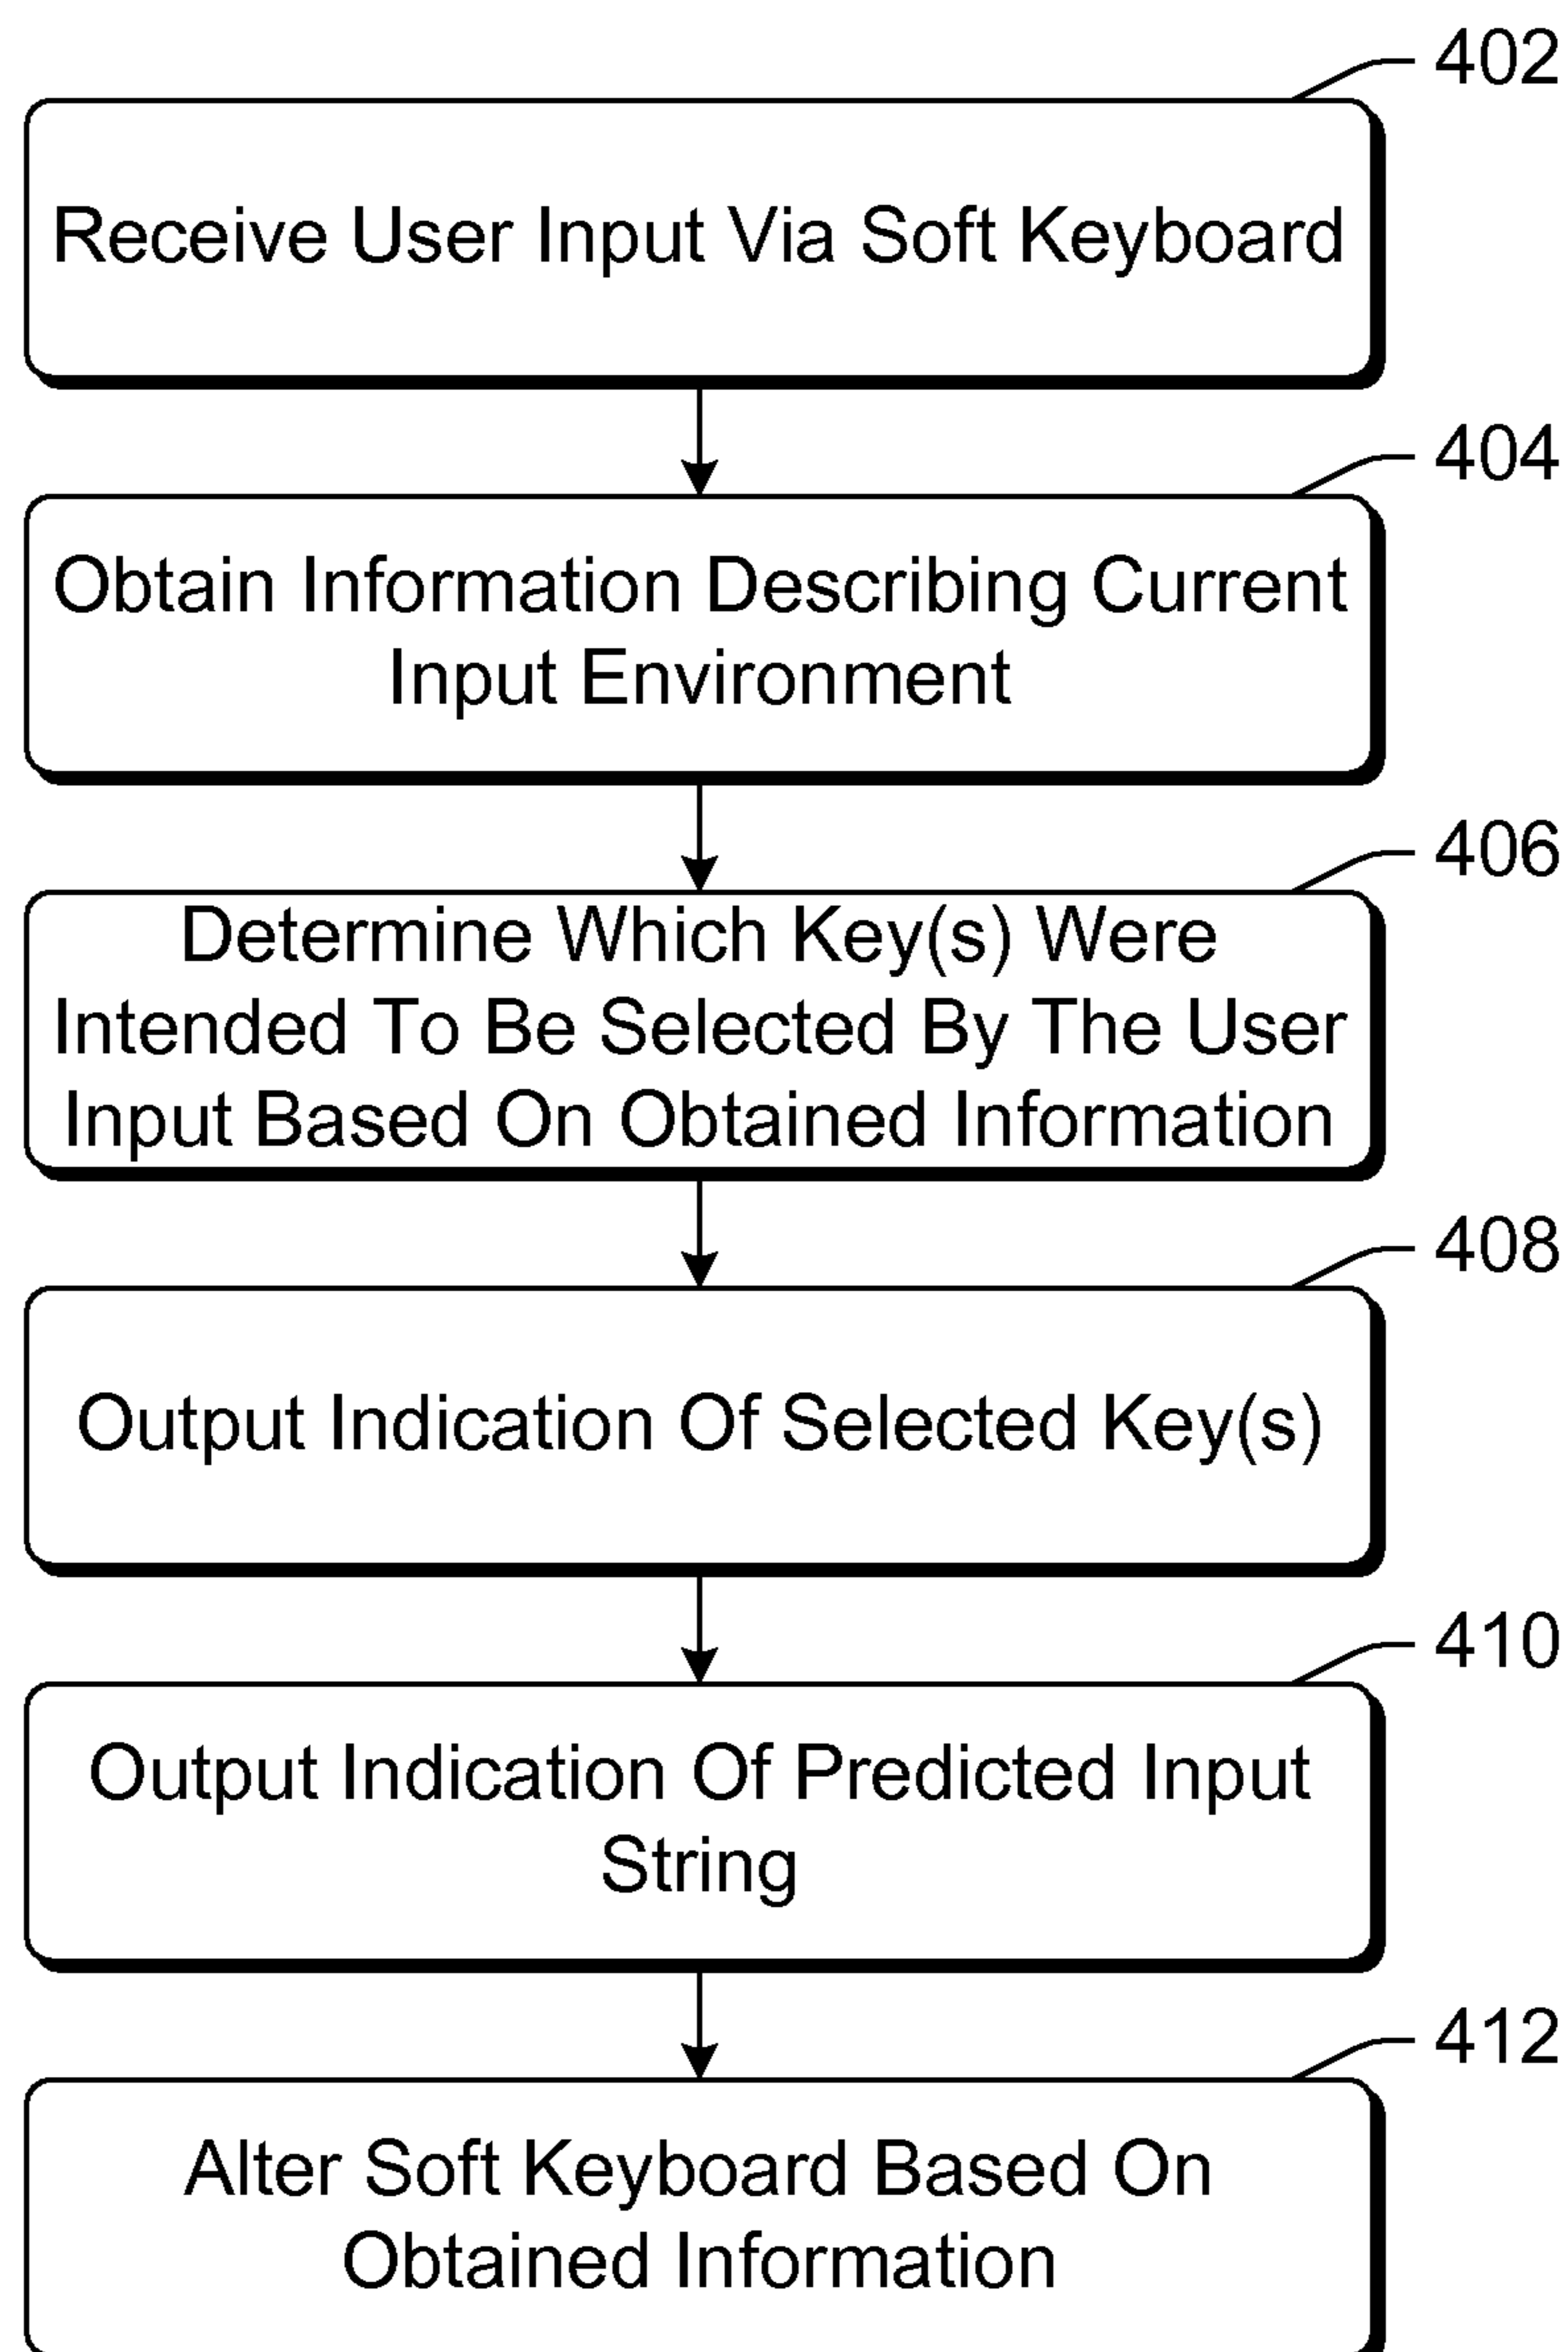 402
Receive User Input Via Soft Keyboard
404
Obtain Information Describing Current
Input Environment
406
Determine Which Key(s) Were
Intended To Be Selected By The User
Input Based On Obtained Information
408
Output Indication Of Selected Key(s)
410
Output Indication Of Predicted Input
String
412
Alter Soft Keyboard Based On
Obtained Information